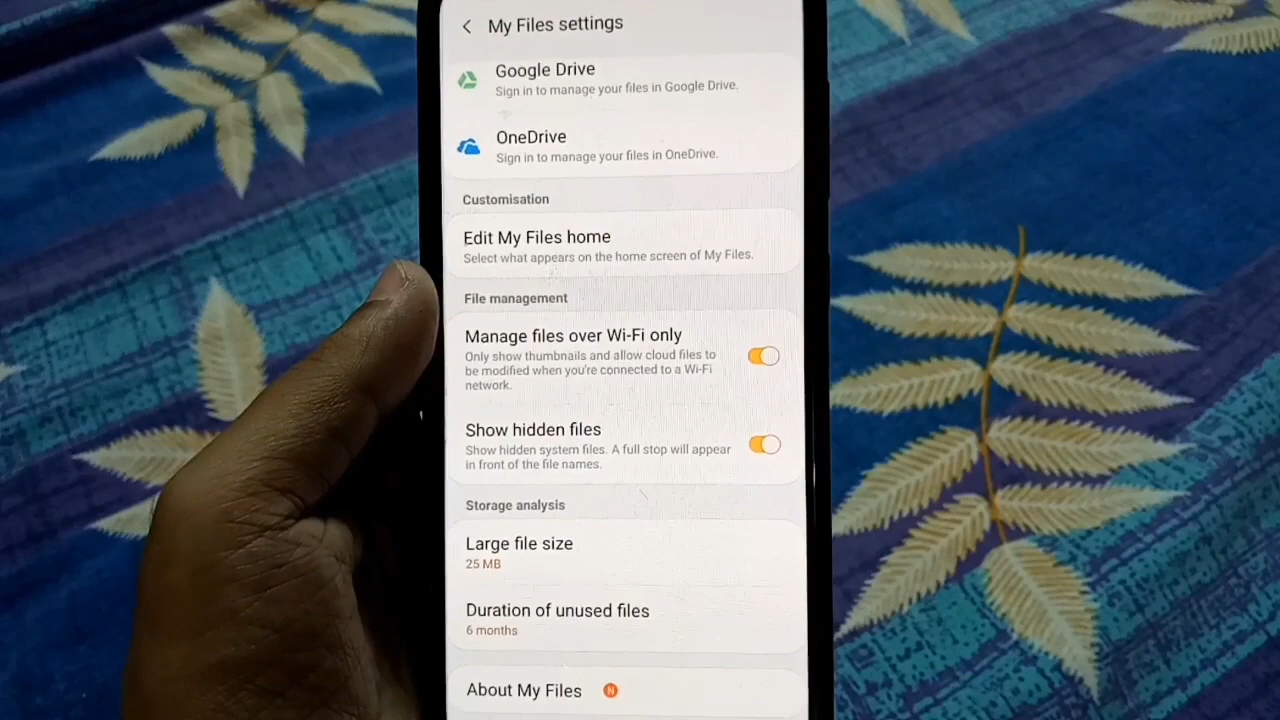 My Files settings
Google Drive
Sign in to manage your files in Google Drive.
OneDrive
Sign in to manage your files in OneDrive.
Customisation
Edit My Files home
Select what appears on the home screen of My Files.
File management
Manage files over Wi-Fi only
Only show thumbnails and allow cloud files to
be modified when you're connected to a Wi-Fi
network.
Show hidden files
Show hidden system files. A full stop will appear
in front of the file names.
Storage analysis
Large file size
25 MB
Duration of unused files
6 months
About My Files N